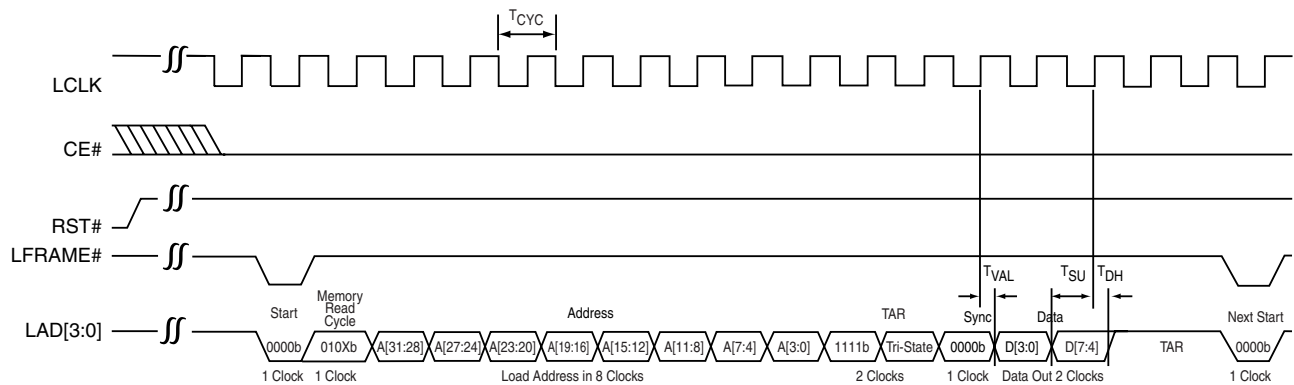 TCYC
LCLK
CE#
RST#
LFRAME#
TVAL
TSU
TDH
Start
Memory
Read
Cycle
Address
TAR
Sync
Data
Next Start
LAD[3:0]
0000b
010Xb
A[31:28]
A[27:24]
A[23:20]
A[19:16]
A[15:12]
A[11:8]
A[7:4]
A[3:0]
1111b
Tri-State
0000b
D[3:0]
D[7:4]
TAR
0000b
1 Clock
1 Clock
Load Address in 8 Clocks
2 Clocks
1 Clock
Data Out 2 Clocks
1 Clock